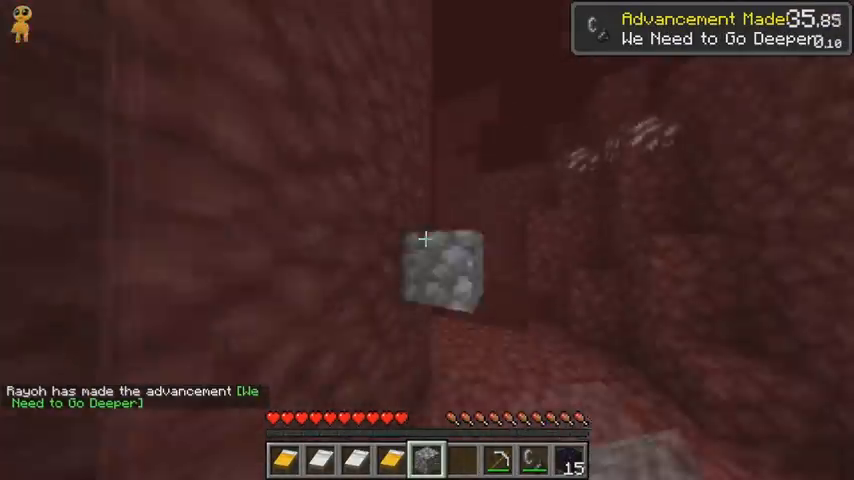 Advancement Made!
35.85
We Need to Go Deeper
0.10
Rayoh has made the advancement [We
Need to Go Deeper]
15